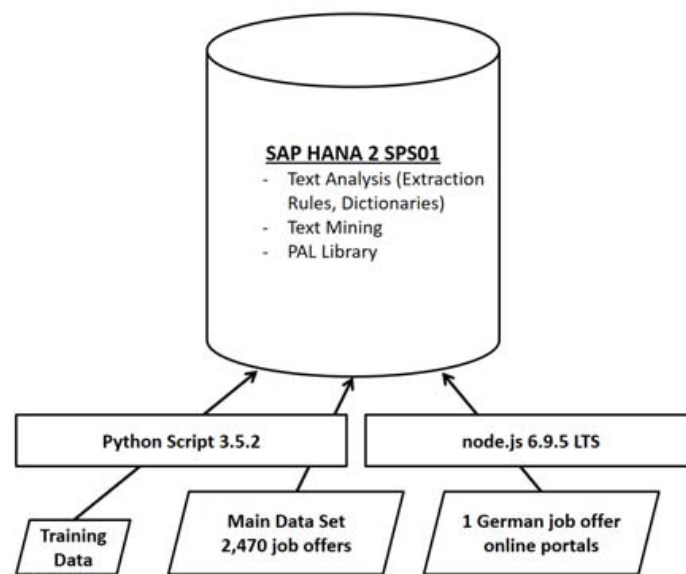 SAP HANA 2 SPS01
- Text Analysis (Extraction
Rules, Dictionaries)
- Text Mining
- PAL Library
Python Script 3.5.2
node.js 6.9.5 LTS
Training
Data
Main Data Set
2,470 job offers
1 German job offer
online portals